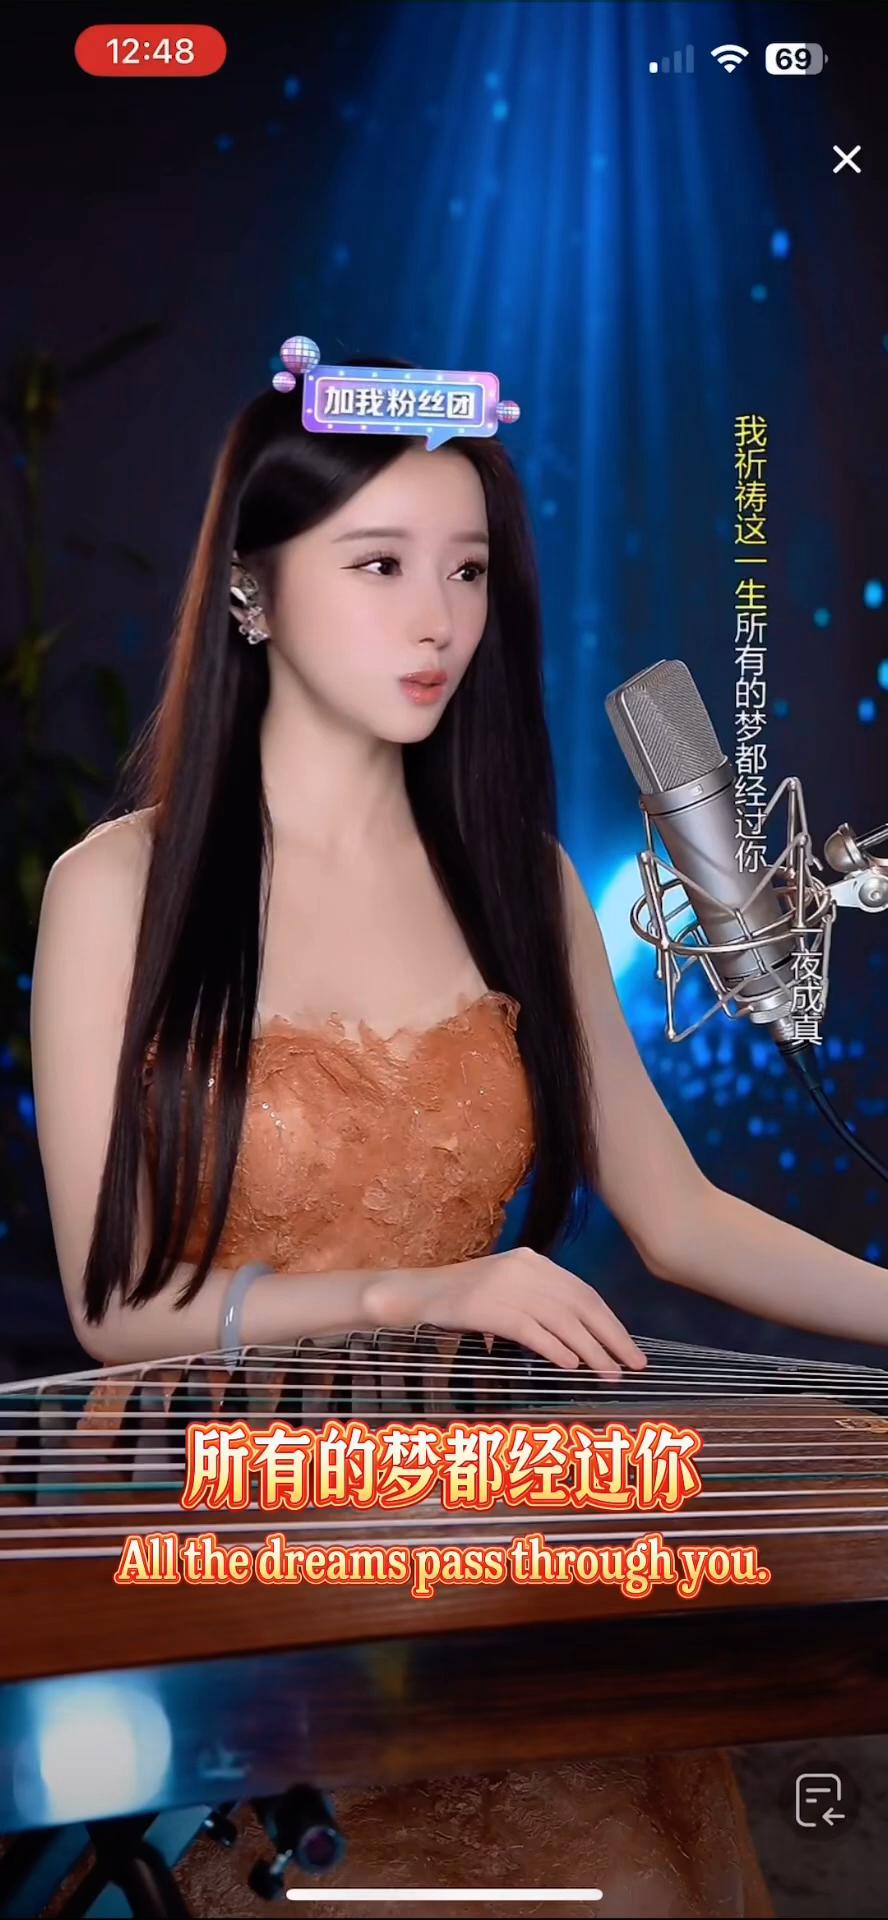 12:48
69
加我粉丝团
我祈祷这一生所有的梦都经过你
一夜成真
所有的梦都经过你
All the dreams pass through you.